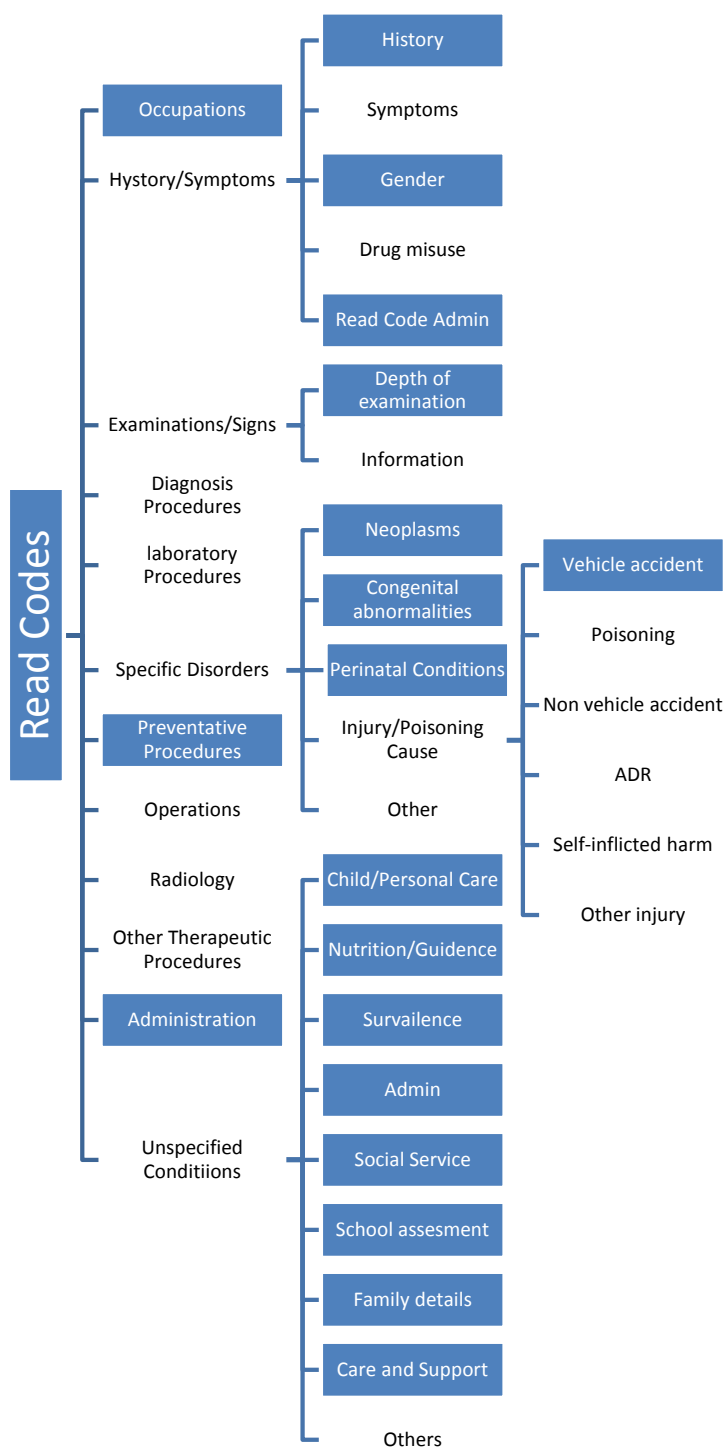 Read Codes
Occupations
Hystory/Symptoms
History
Symptoms
Gender
Drug misuse
Read Code Admin
Examinations/Signs
Depth of
examination
Information
Diagnosis
Procedures
laboratory
Procedures
Specific Disorders
Neoplasms
Congenital
abnormalities
Perinatal Conditions
Injury/Poisoning
Cause
Vehicle accident
Poisoning
Non vehicle accident
ADR
Self-inflicted harm
Other injury
Other
Preventative
Procedures
Operations
Radiology
Other Therapeutic
Procedures
Administration
Unspecified
Conditiions
Child/Personal Care
Nutrition/Guidence
Survailence
Admin
Social Service
School assesment
Family details
Care and Support
Others